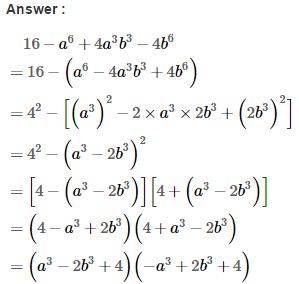 Answer :
16 − a⁶ + 4a³b³ − 4b⁶
= 16 − (a⁶ − 4a³b³ + 4b⁶)
= 4² − [(a³)² − 2 × a³ × 2b³ + (2b³)²]
= 4² − (a³ − 2b³)²
= [4 − (a³ − 2b³)][4 + (a³ − 2b³)]
= (4 − a³ + 2b³)(4 + a³ − 2b³)
= (a³ − 2b³ + 4)(−a³ + 2b³ + 4)